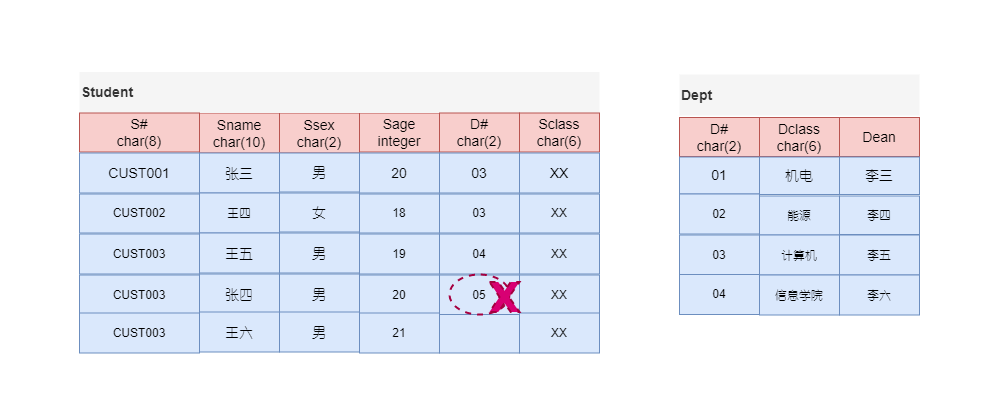 Student
S# Sname Ssex Sage D# Sclass
char(8) char(10) char(2) integer char(2) char(6)
CUST001 张三 男 20 03 XX
CUST002 王四 女 18 03 XX
CUST003 王五 男 19 04 XX
CUST003 张四 男 20 05 XX
CUST003 王六 男 21 XX
Dept
D# Dclass Dean
char(2) char(6)
01 机电 李三
02 能源 李四
03 计算机 李五
04 信息学院 李六